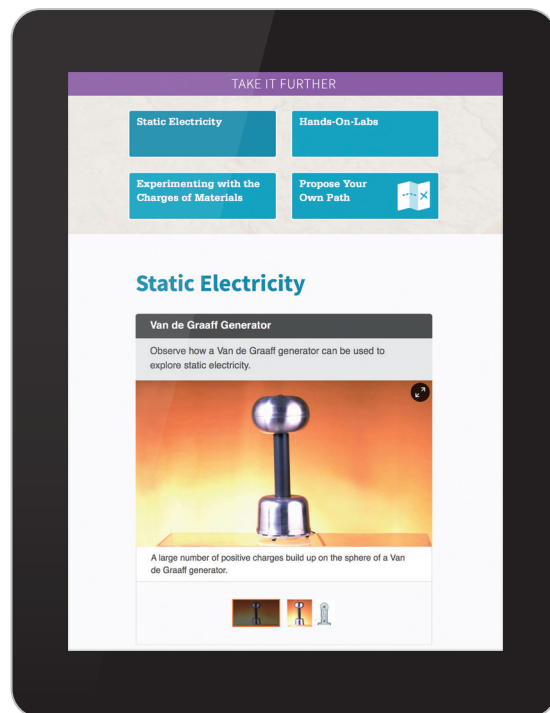 TAKE IT FURTHER
Static Electricity
Hands-On-Labs
Experimenting with the
Charges of Materials
Propose Your
Own Path
Static Electricity
Van de Graaff Generator
Observe how a Van de Graaff generator can be used to
explore static electricity.
A large number of positive charges build up on the sphere of a Van
de Graaff generator.